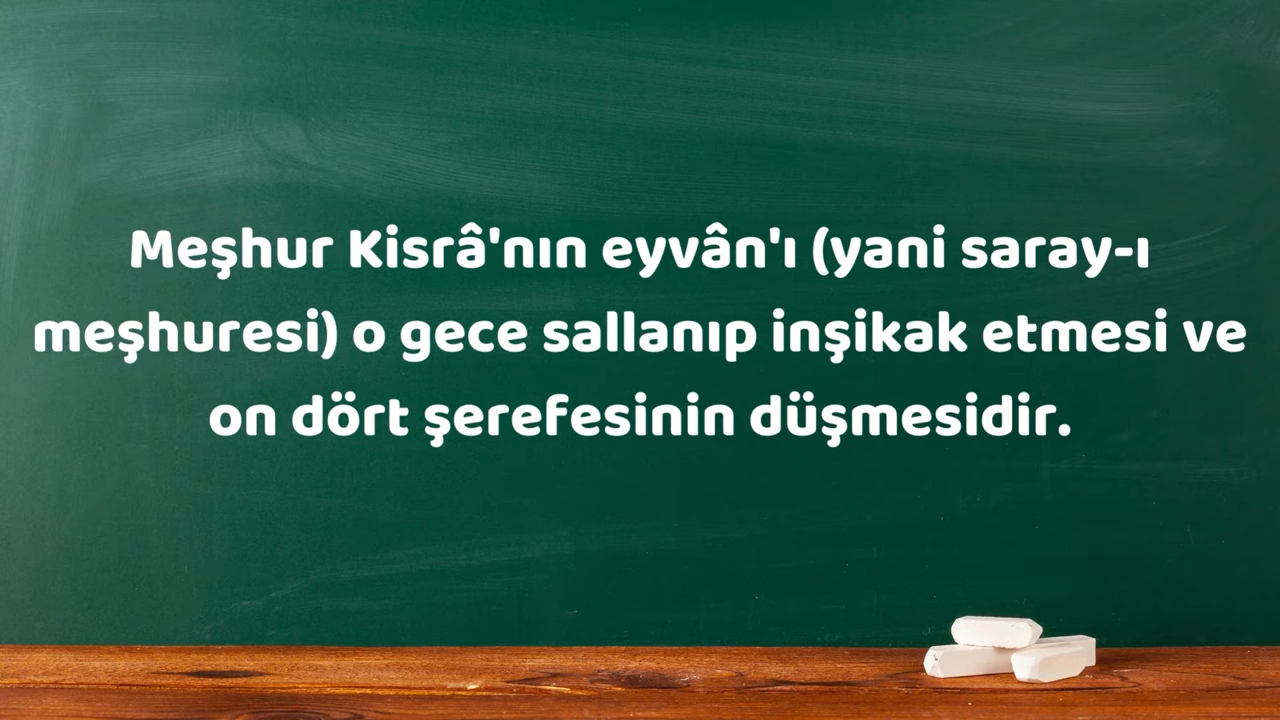 Meşhur Kisrâ'nın eyvân'ı (yani saray-ı
meşhuresi) o gece sallanıp inşikak etmesi ve
on dört şerefesinin düşmesidir.